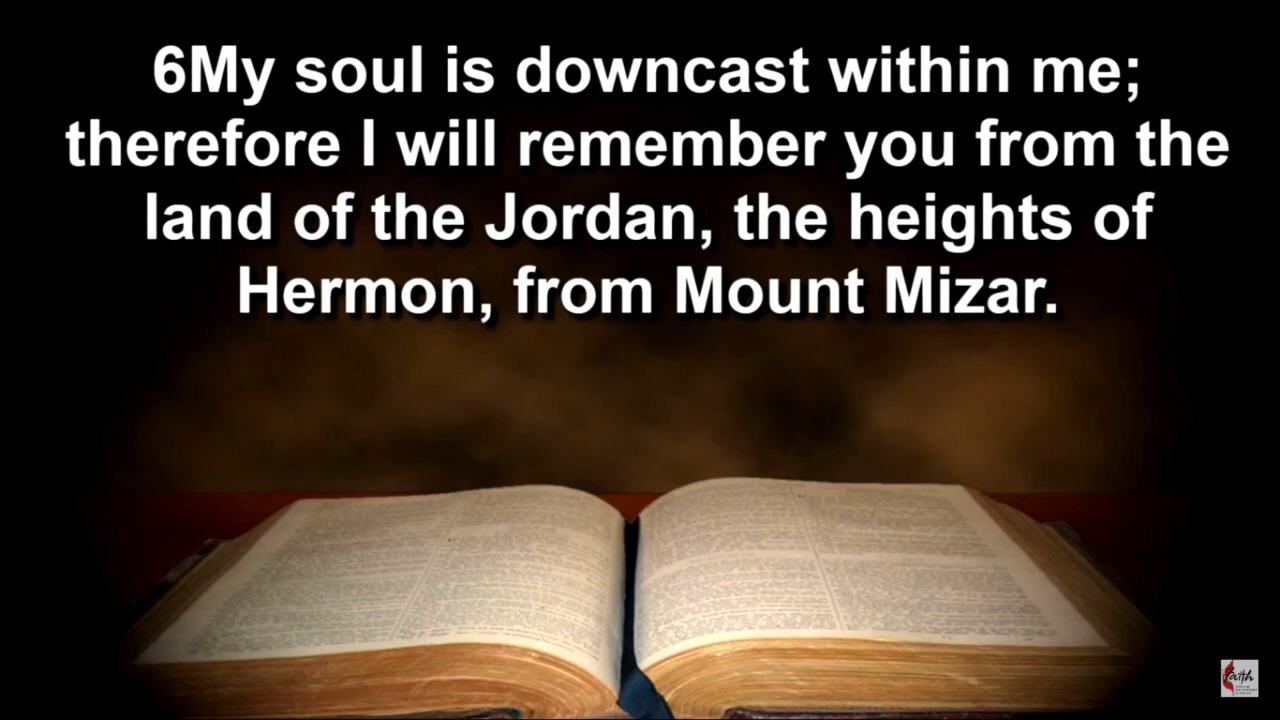 6My soul is downcast within me;
therefore I will remember you from the
land of the Jordan, the heights of
Hermon, from Mount Mizar.
faith